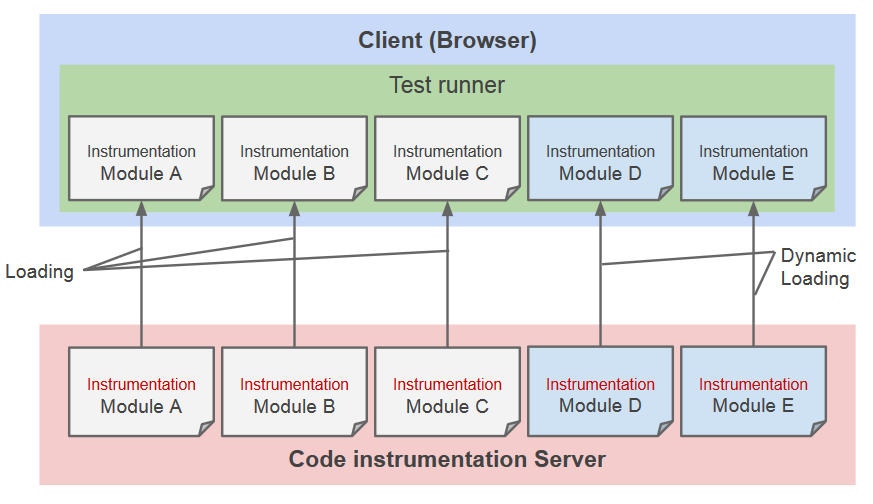 Client (Browser)
Test runner
Instrumentation
Module A
Instrumentation
Module B
Instrumentation
Module C
Instrumentation
Module D
Instrumentation
Module E
Loading
Dynamic
Loading
Instrumentation
Module A
Instrumentation
Module B
Instrumentation
Module C
Instrumentation
Module D
Instrumentation
Module E
Code instrumentation Server